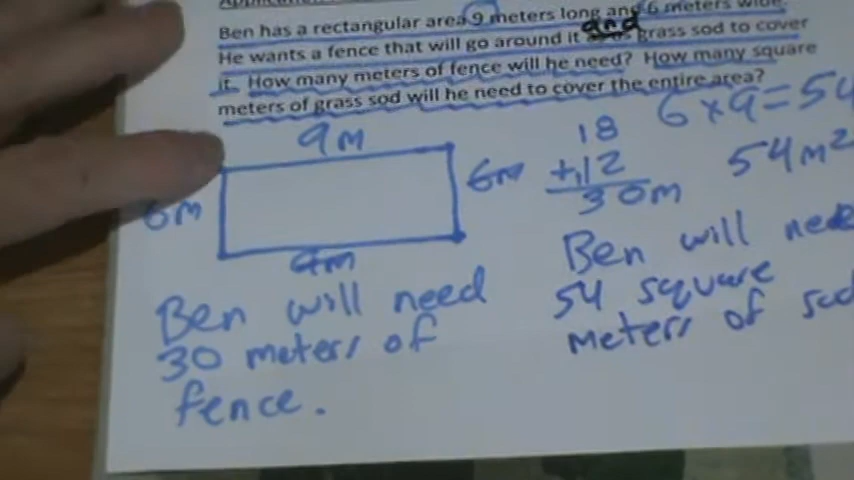 Ben has a rectangular area 9 meters long and 6 meters wide.
He wants a fence that will go around it and grass sod to cover
it. How many meters of fence will he need? How many square
meters of grass sod will he need to cover the entire area?
9m
6m
6m
9m
18
+12
30m
6×9=54
54m²
Ben will need
30 meters of
fence.
Ben will need
54 square
meters of sod